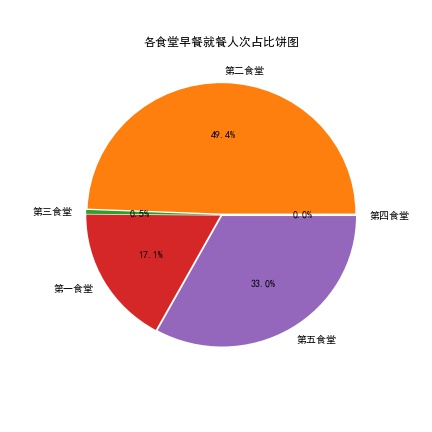 各食堂早餐就餐人次占比饼图
第二食堂
49.4%
第三食堂
0.5%
0.0%
第四食堂
17.1%
第一食堂
33.0%
第五食堂